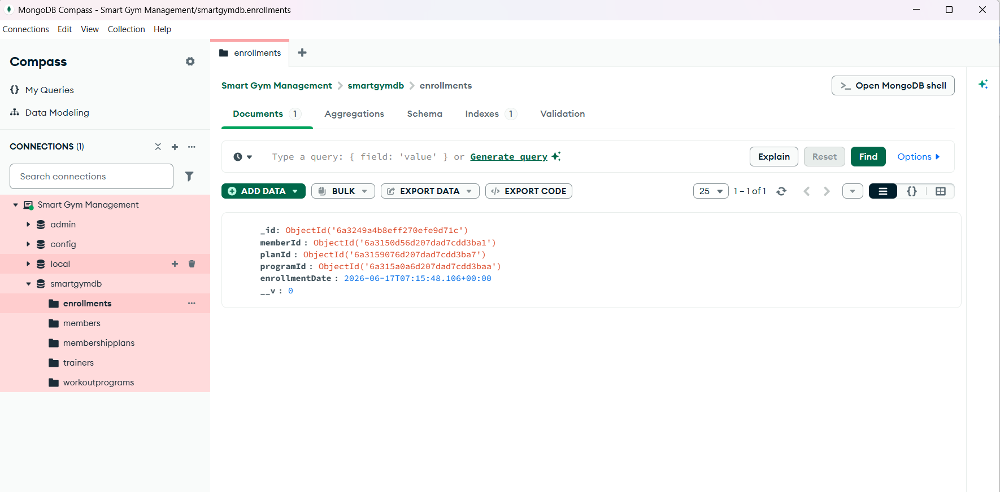 MongoDB Compass - Smart Gym Management/smartgymdb.enrollments
Connections Edit View Collection Help
Compass
My Queries
Data Modeling
CONNECTIONS (1)
Search connections
Smart Gym Management
admin
config
local
smartgymdb
enrollments
members
membershipplans
trainers
workoutprograms
enrollments
Smart Gym Management > smartgymdb > enrollments
>_ Open MongoDB shell
Documents 1 Aggregations Schema Indexes 1 Validation
Type a query: { field: 'value' } or Generate query
Explain Reset Find Options
ADD DATA BULK EXPORT DATA </> EXPORT CODE
25 1 – 1 of 1 {}
_id: ObjectId('6a3249a4b8eff270efe9d71c')
memberId : ObjectId('6a3150d56d207dad7cdd3ba1')
planId : ObjectId('6a3159076d207dad7cdd3ba7')
programId : ObjectId('6a315a0a6d207dad7cdd3baa')
enrollmentDate : 2026-06-17T07:15:48.106+00:00
__v : 0